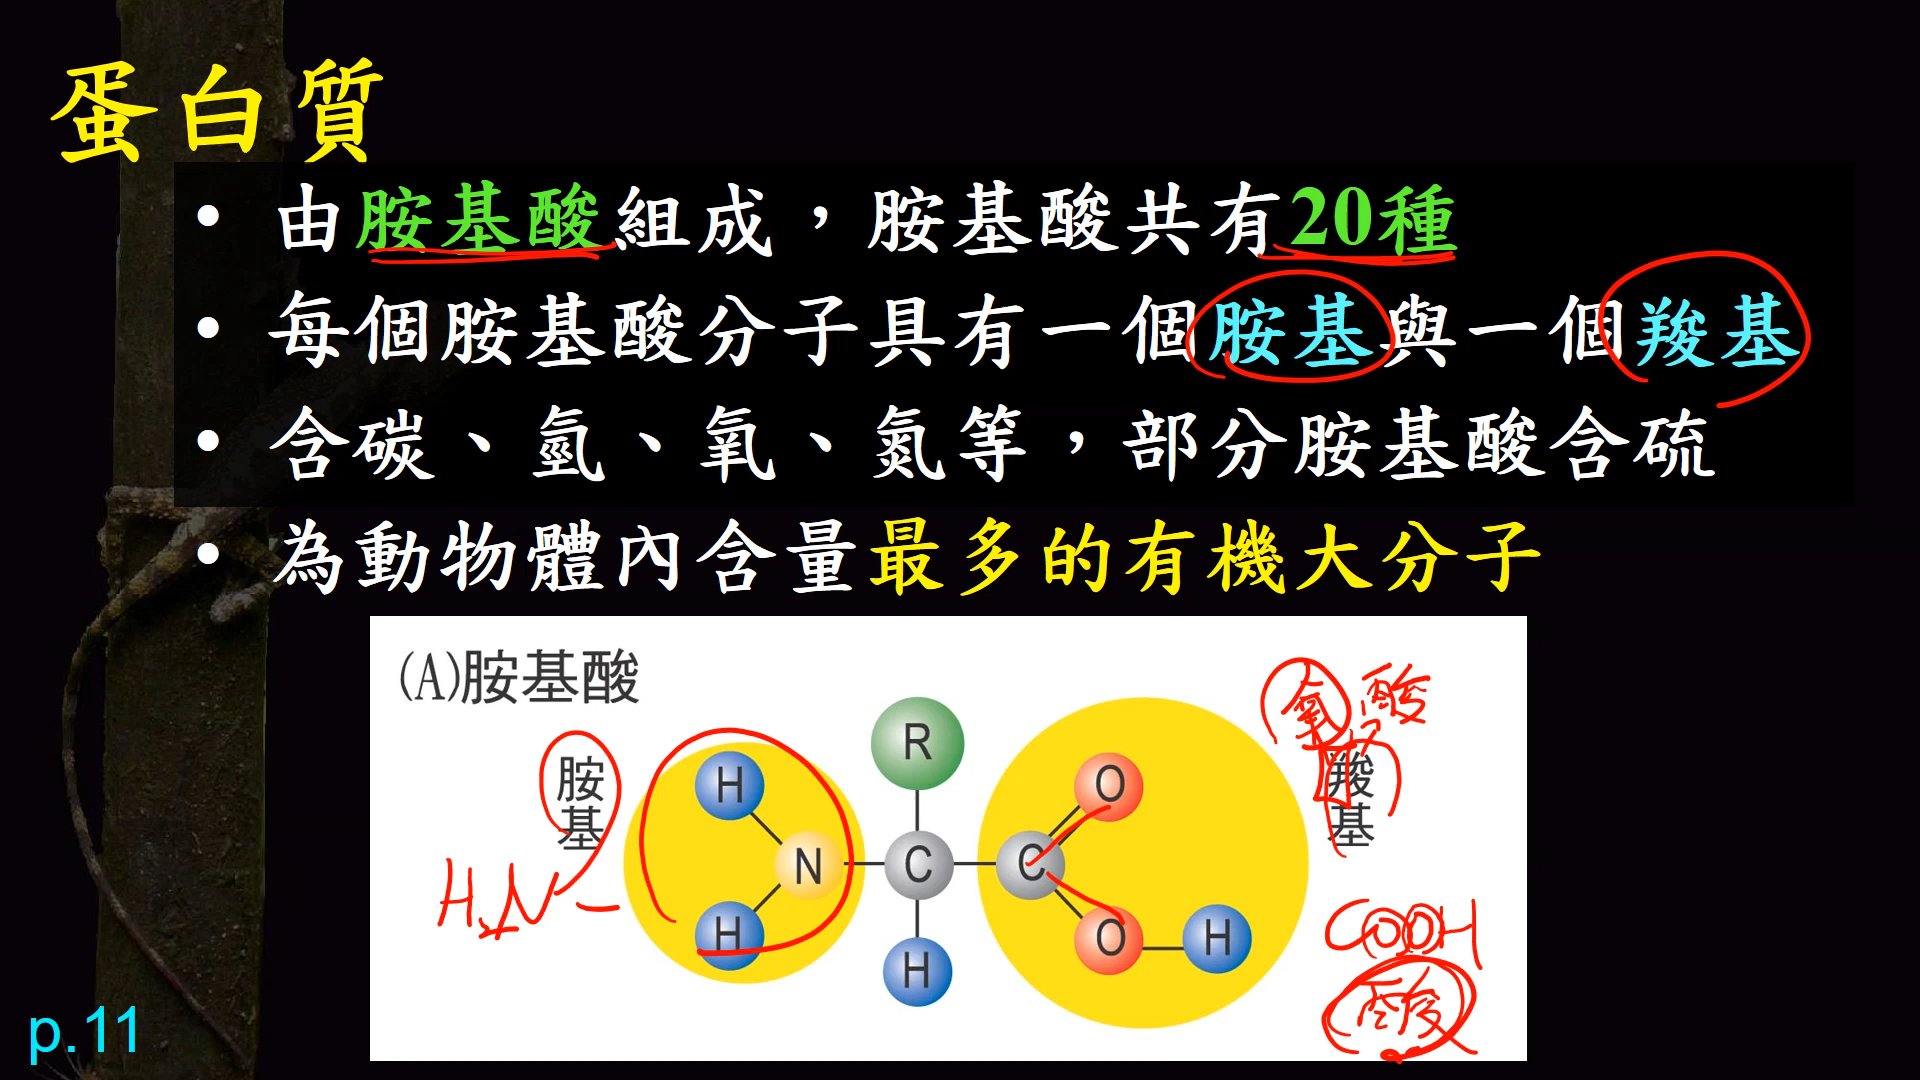 蛋白質
• 由胺基酸組成，胺基酸共有20種
• 每個胺基酸分子具有一個胺基與一個羧基
• 含碳、氫、氧、氮等，部分胺基酸含硫
• 為動物體內含量最多的有機大分子
(A)胺基酸
氧酸
胺基
羧基
H
R
O
N
C
C
H
H
O
H
H₂N－
COOH
酸
p.11